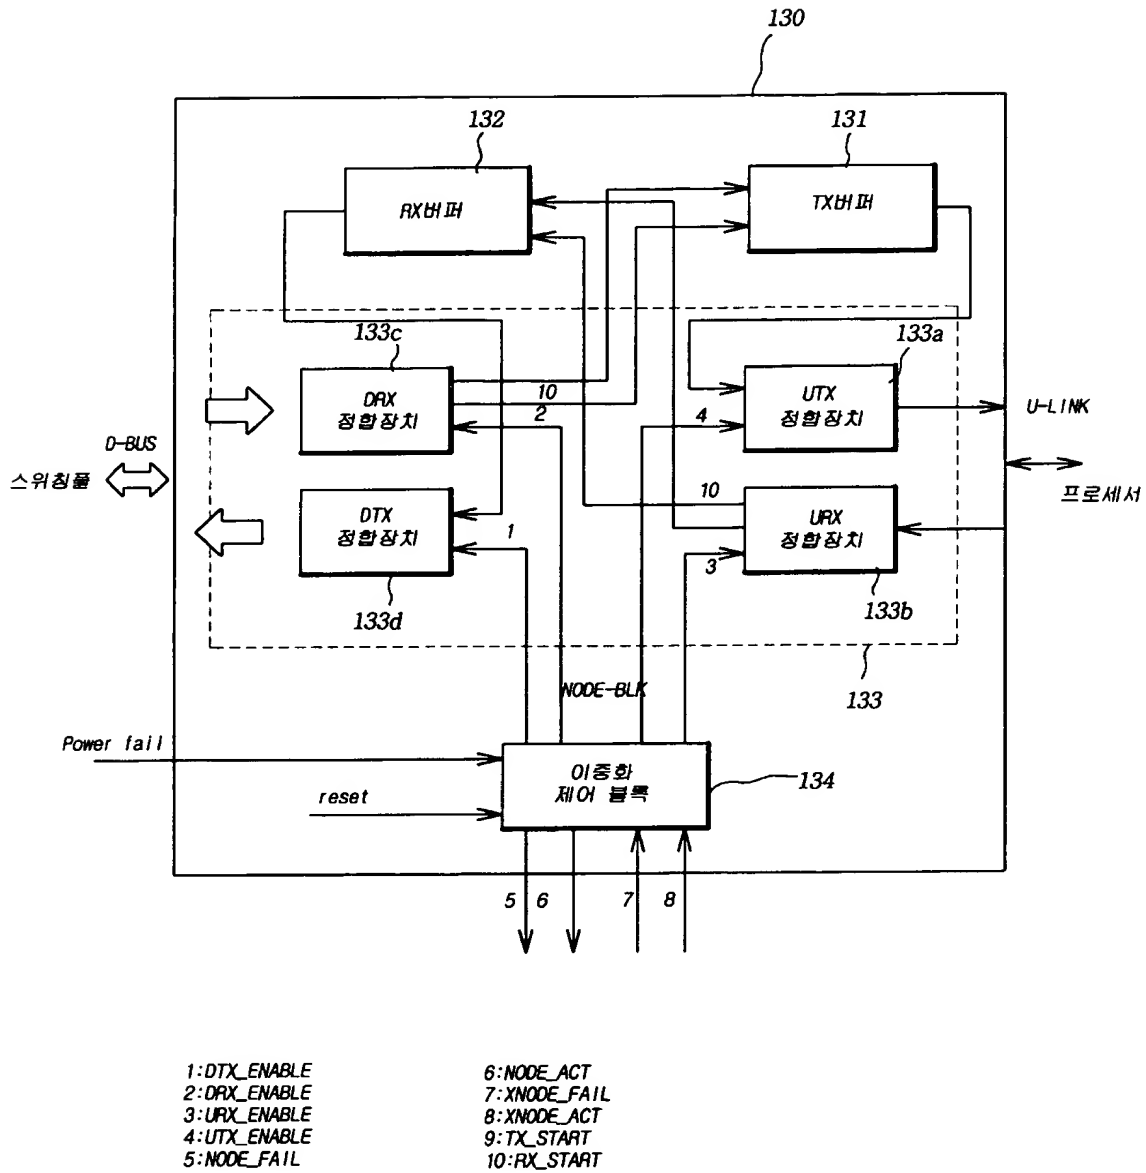 130
132
131
RX버퍼
TX버퍼
133c
133a
DRX
정합장치
10
2
UTX
정합장치
4
U-LINK
D-BUS
스위칭풀
프로세서
DTX
정합장치
1
10
URX
정합장치
3
133d
133b
NODE-BLK
133
Power fail
이중화
제어 블록
134
reset
5 6 7 8
1:DTX_ENABLE
2:DRX_ENABLE
3:URX_ENABLE
4:UTX_ENABLE
5:NODE_FAIL
6:NODE_ACT
7:XNODE_FAIL
8:XNODE_ACT
9:TX_START
10:RX_START